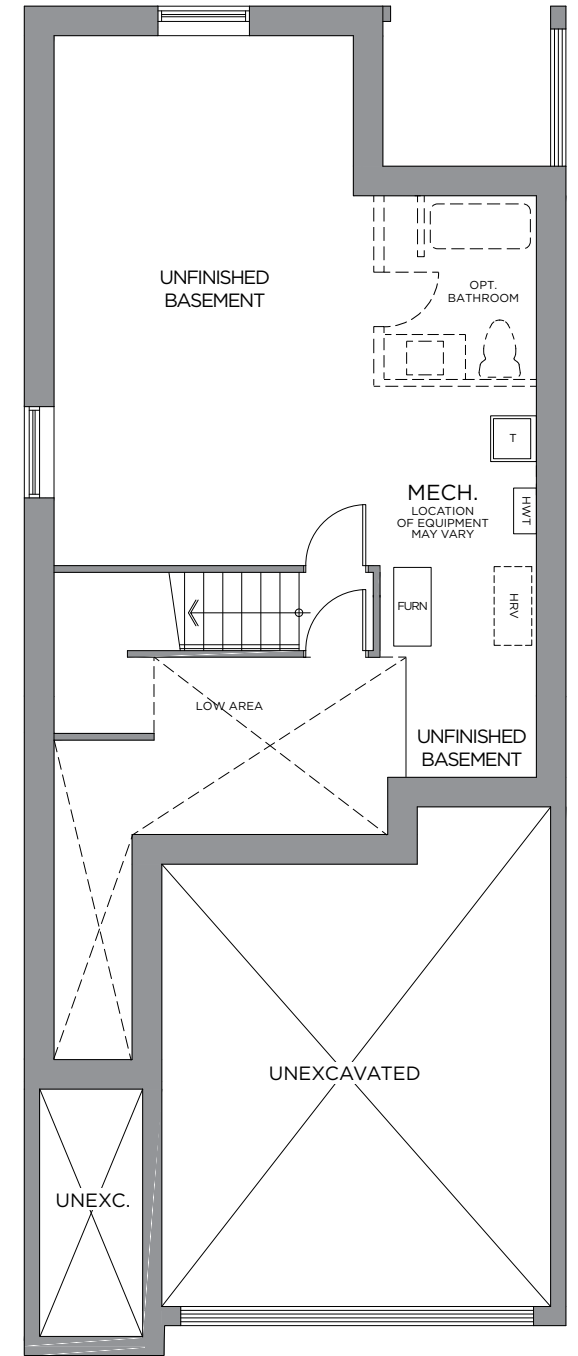 UNFINISHED
BASEMENT
OPT.
BATHROOM
T
MECH.
LOCATION
OF EQUIPMENT
MAY VARY
HWT
FURN
HRV
LOW AREA
UNFINISHED
BASEMENT
UNEXCAVATED
UNEXC.